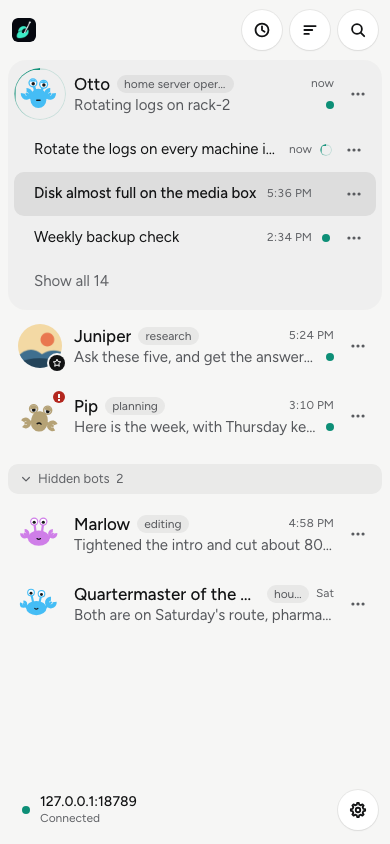 Otto home server oper... now
Rotating logs on rack-2
Rotate the logs on every machine i... now
Disk almost full on the media box 5:36 PM
Weekly backup check 2:34 PM
Show all 14
Juniper research 5:24 PM
Ask these five, and get the answer...
Pip planning 3:10 PM
Here is the week, with Thursday ke...
Hidden bots 2
Marlow editing 4:58 PM
Tightened the intro and cut about 80...
Quartermaster of the ... hou... Sat
Both are on Saturday's route, pharma...
127.0.0.1:18789
Connected